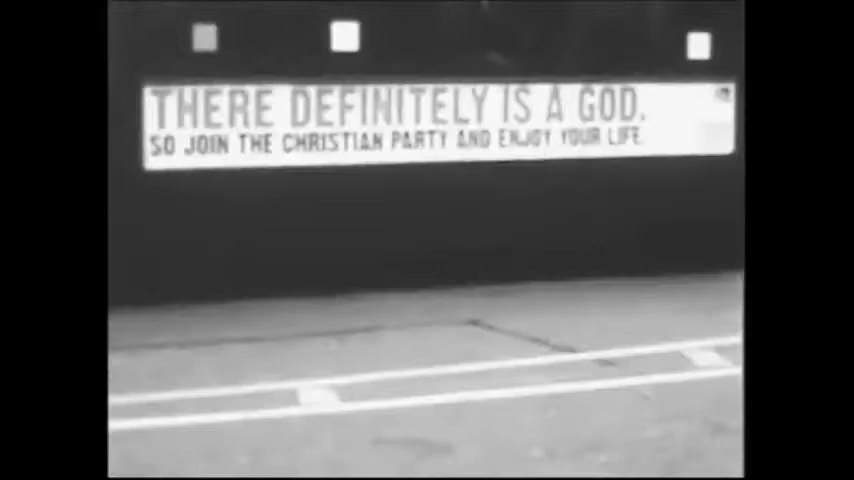 THERE DEFINITELY IS A GOD.
SO JOIN THE CHRISTIAN PARTY AND ENJOY YOUR LIFE.